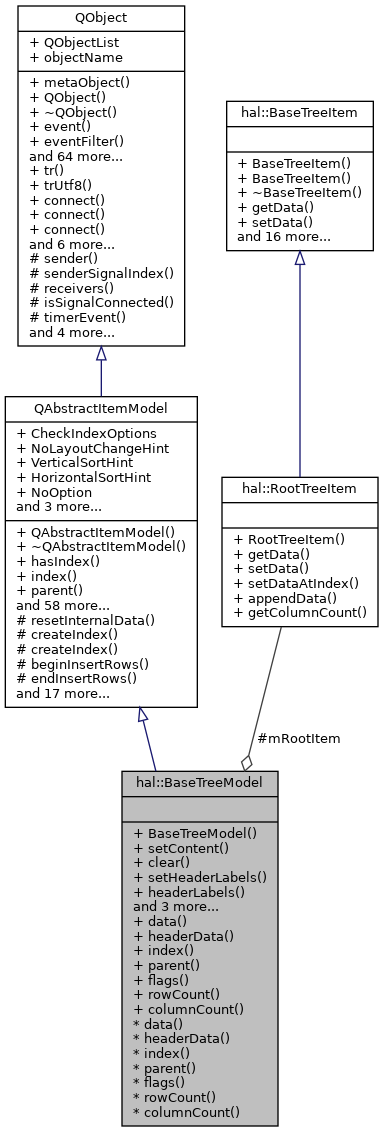 QObject
+ QObjectList
+ objectName
+ metaObject()
+ QObject()
+ ~QObject()
+ event()
+ eventFilter()
and 64 more...
+ tr()
+ trUtf8()
+ connect()
+ connect()
+ connect()
and 6 more...
# sender()
# senderSignalIndex()
# receivers()
# isSignalConnected()
# timerEvent()
and 4 more...
hal::BaseTreeItem
+ BaseTreeItem()
+ BaseTreeItem()
+ ~BaseTreeItem()
+ getData()
+ setData()
and 16 more...
QAbstractItemModel
+ CheckIndexOptions
+ NoLayoutChangeHint
+ VerticalSortHint
+ HorizontalSortHint
+ NoOption
and 3 more...
+ QAbstractItemModel()
+ ~QAbstractItemModel()
+ hasIndex()
+ index()
+ parent()
and 58 more...
# resetInternalData()
# createIndex()
# createIndex()
# beginInsertRows()
# endInsertRows()
and 17 more...
hal::RootTreeItem
+ RootTreeItem()
+ getData()
+ setData()
+ setDataAtIndex()
+ appendData()
+ getColumnCount()
#mRootItem
hal::BaseTreeModel
+ BaseTreeModel()
+ setContent()
+ clear()
+ setHeaderLabels()
+ headerLabels()
and 3 more...
+ data()
+ headerData()
+ index()
+ parent()
+ flags()
+ rowCount()
+ columnCount()
* data()
* headerData()
* index()
* parent()
* flags()
* rowCount()
* columnCount()